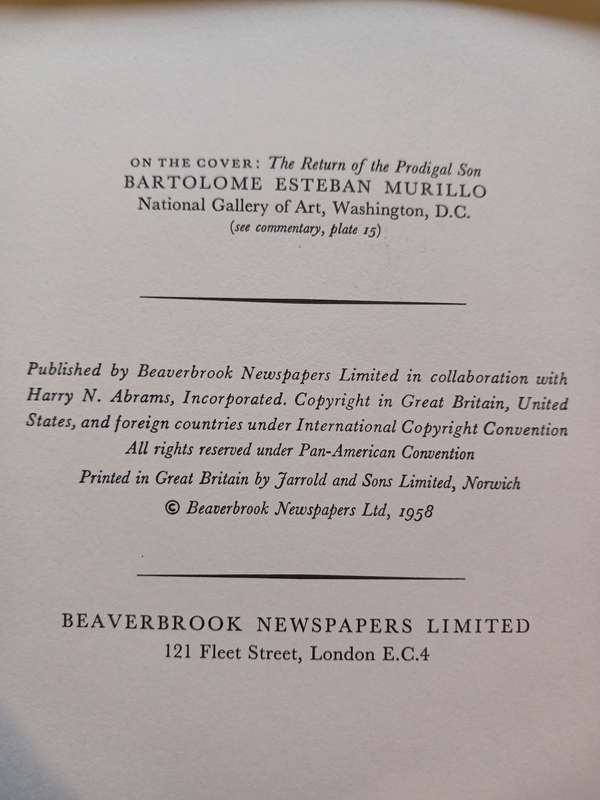 ON THE COVER: The Return of the Prodigal Son
BARTOLOME ESTEBAN MURILLO
National Gallery of Art, Washington, D.C.
(see commentary, plate 15)
Published by Beaverbrook Newspapers Limited in collaboration with
Harry N. Abrams, Incorporated. Copyright in Great Britain, United
States, and foreign countries under International Copyright Convention
All rights reserved under Pan-American Convention
Printed in Great Britain by Jarrold and Sons Limited, Norwich
© Beaverbrook Newspapers Ltd, 1958
BEAVERBROOK NEWSPAPERS LIMITED
121 Fleet Street, London E.C.4